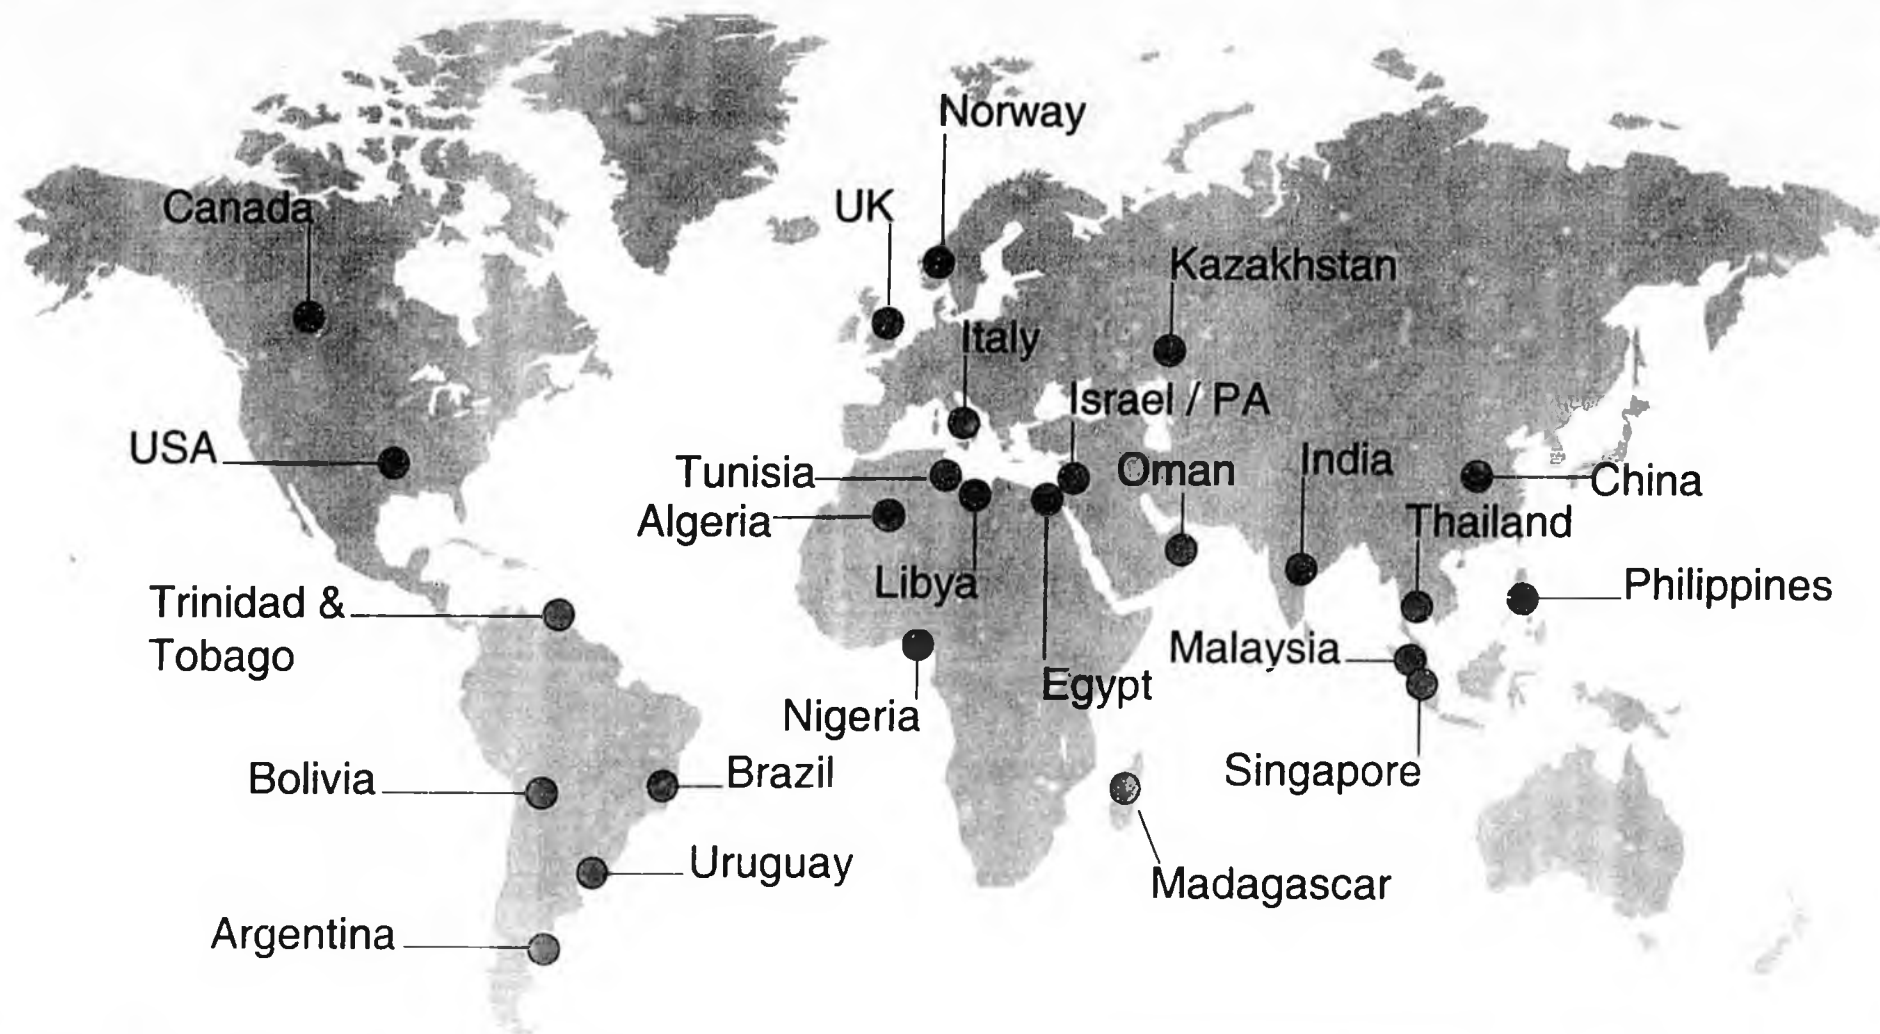 Norway
Canada
UK
Kazakhstan
Italy
Israel / PA
USA
Tunisia
Oman
India
China
Algeria
Thailand
Libya
Philippines
Trinidad &
Tobago
Malaysia
Egypt
Nigeria
Singapore
Bolivia
Brazil
Uruguay
Madagascar
Argentina